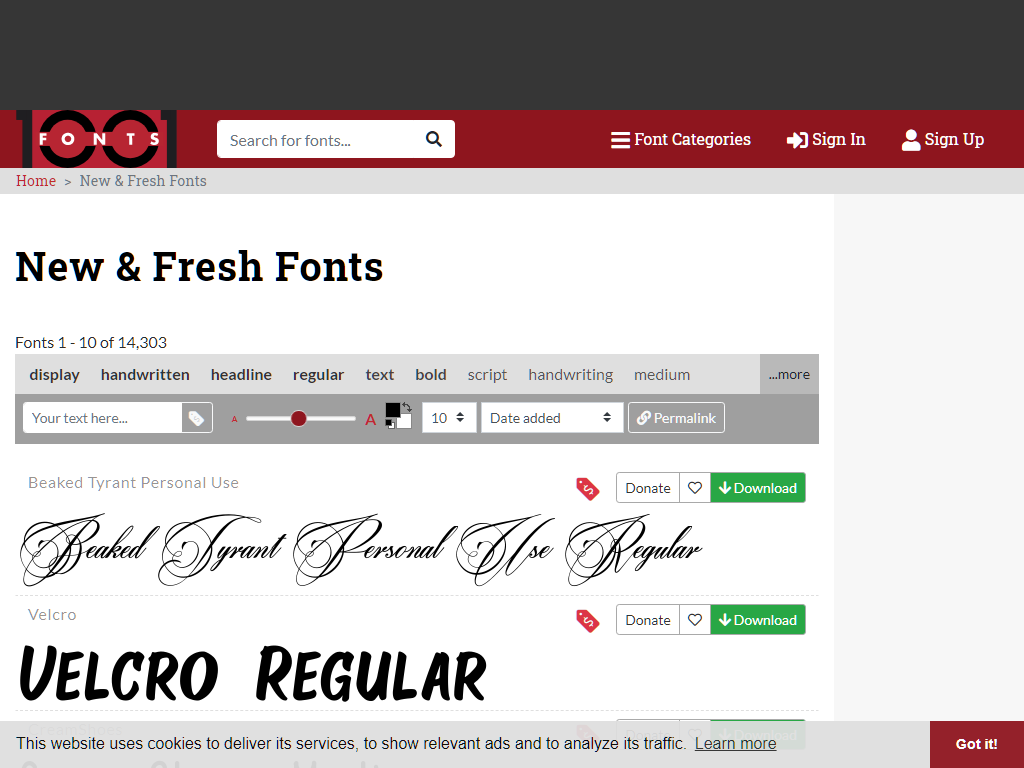 1001 FONTS
Search for fonts...
Font Categories
Sign In
Sign Up
Home > New & Fresh Fonts
New & Fresh Fonts
Fonts 1 - 10 of 14,303
display handwritten headline regular text bold script handwriting medium ...more
Your text here... A A 10 Date added Permalink
Beaked Tyrant Personal Use
Donate Download
Beaked Tyrant Personal Use Regular
Velcro
Donate Download
Velcro Regular
Donate Download
This website uses cookies to deliver its services, to show relevant ads and to analyze its traffic. Learn more
Got it!